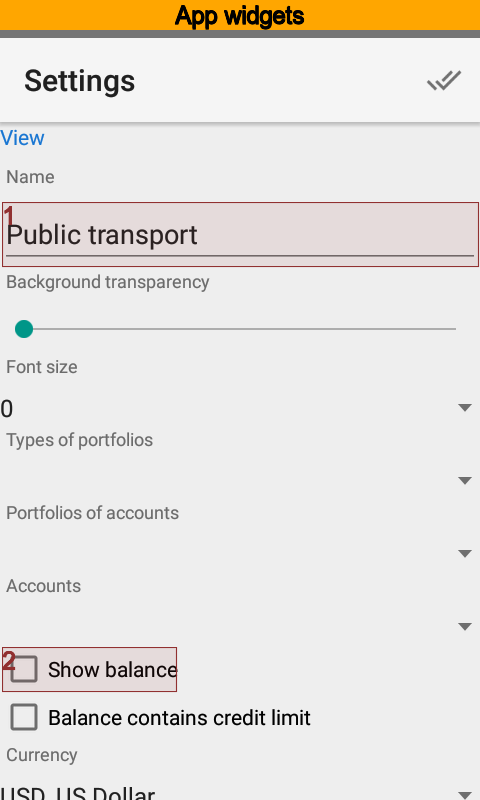 App widgets
Settings
View
Name
1
Public transport
Background transparency
Font size
0
Types of portfolios
Portfolios of accounts
Accounts
2
Show balance
Balance contains credit limit
Currency
USD, US Dollar